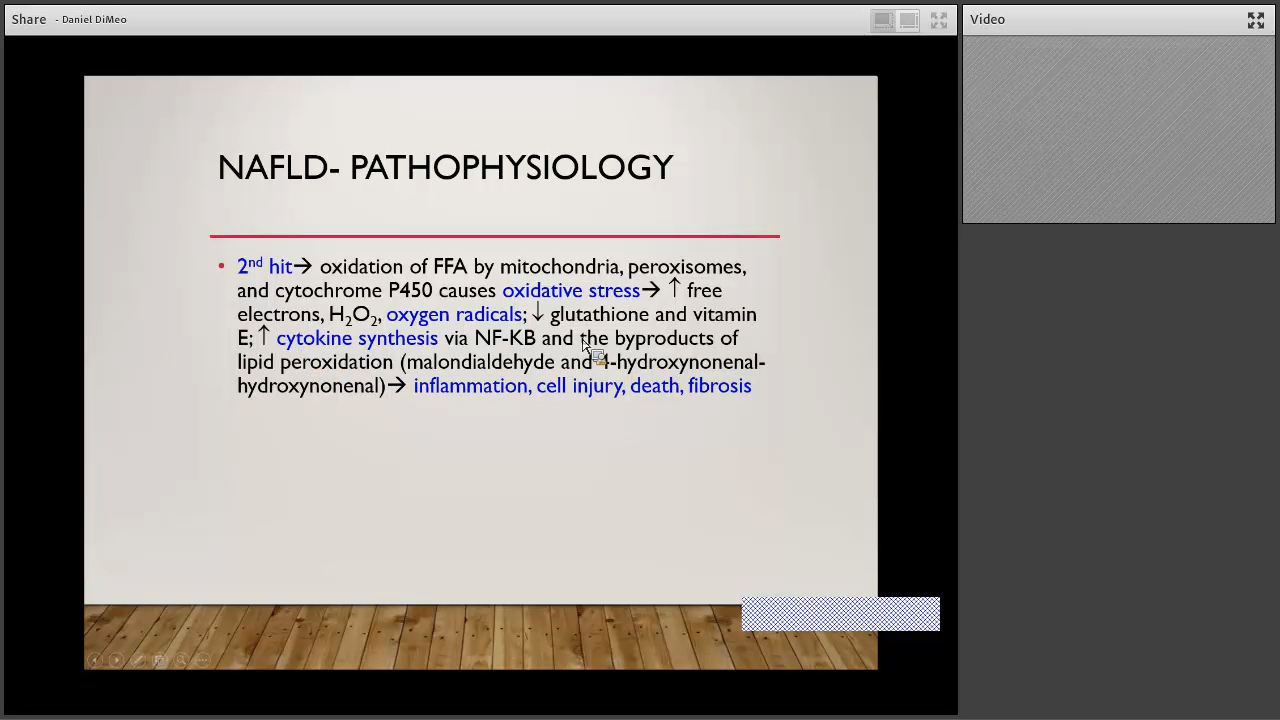 Share - Daniel DiMeo
Video
NAFLD- PATHOPHYSIOLOGY
• 2nd hit→ oxidation of FFA by mitochondria, peroxisomes,
and cytochrome P450 causes oxidative stress→ ↑ free
electrons, H2O2, oxygen radicals; ↓ glutathione and vitamin
E; ↑ cytokine synthesis via NF-KB and the byproducts of
lipid peroxidation (malondialdehyde and 4-hydroxynonenal-
hydroxynonenal)→ inflammation, cell injury, death, fibrosis